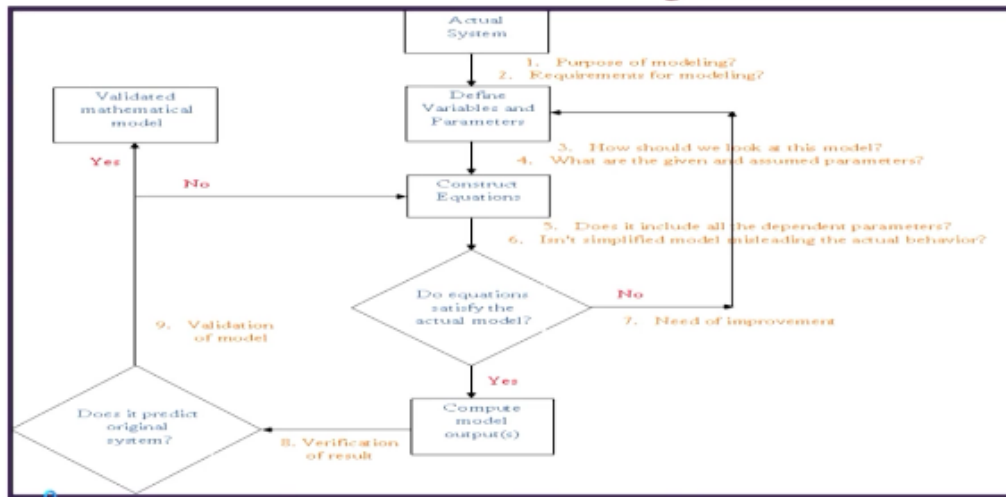 Actual
System
1. Purpose of modeling?
2. Requirements for modeling?
Define
Variables and
Parameters
Validated
mathematical
model
3. How should we look at this model?
4. What are the given and assumed parameters?
Yes
No
Construct
Equations
5. Does it include all the dependent parameters?
6. Isn't simplified model misleading the actual behavior?
Do equations
satisfy the
actual model?
No
7. Need of improvement
9. Validation
of model
Yes
Compute
model
output(s)
Does it predict
original
system?
8. Verification
of result